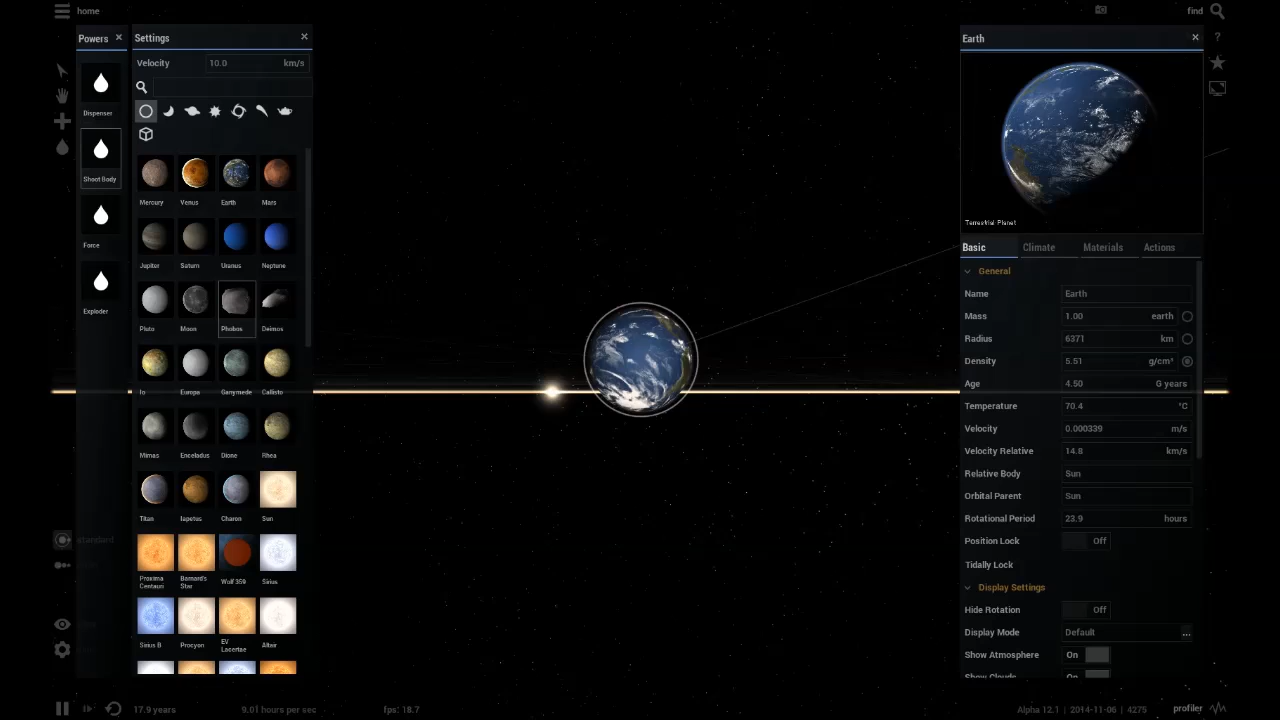 home
find
Powers
Dispenser
Shoot Body
Force
Exploder
Settings
Velocity 10.0 km/s
Mercury Venus Earth Mars
Jupiter Saturn Uranus Neptune
Pluto Moon Phobos Deimos
Io Europa Ganymede Callisto
Mimas Enceladus Dione Rhea
Titan Iapetus Charon Sun
Proxima Centauri Barnard's Star Wolf 359 Sirius
Sirius B Procyon EV Lacertae Altair
standard
Earth
Terrestrial Planet
Basic Climate Materials Actions
General
Name Earth
Mass 1.00 earth
Radius 6371 km
Density 5.51 g/cm³
Age 4.50 G years
Temperature 70.4 °C
Velocity 0.000339 m/s
Velocity Relative 14.8 km/s
Relative Body Sun
Orbital Parent Sun
Rotational Period 23.9 hours
Position Lock Off
Tidally Lock
Display Settings
Hide Rotation Off
Display Mode Default ...
Show Atmosphere On
Show Clouds On
17.9 years 9.01 hours per sec fps: 18.7
Alpha 12.1 | 2014-11-06 | 4275 profiler